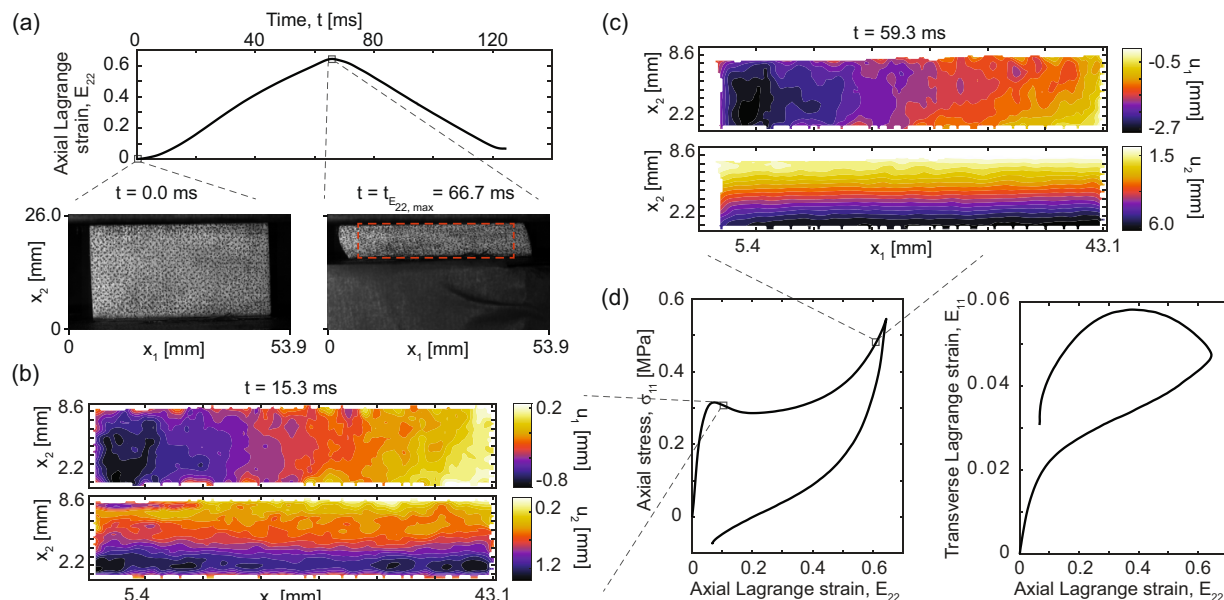 (a)
Time, t [ms]
0 40 80 120
Axial Lagrange
strain, E22
0.6
0.4
0.2
0
t = 0.0 ms
t = tE22, max = 66.7 ms
26.0
x2 [mm]
0
0 53.9
x1 [mm]
0 53.9
x1 [mm]
(b)
t = 15.3 ms
8.6
x2 [mm]
2.2
0.2
u1 [mm]
-0.8
8.6
x2 [mm]
2.2
0.2
u2 [mm]
1.2
5.4 43.1
(c)
t = 59.3 ms
8.6
x2 [mm]
2.2
-0.5
u1 [mm]
-2.7
8.6
x2 [mm]
2.2
1.5
u2 [mm]
6.0
5.4 43.1
x1 [mm]
(d)
0.6
0.4
0.2
0
Axial stress, σ11 [MPa]
0 0.2 0.4 0.6
Axial Lagrange strain, E22
0.06
0.04
0.02
0
Transverse Lagrange strain, E11
0 0.2 0.4 0.6
Axial Lagrange strain, E22